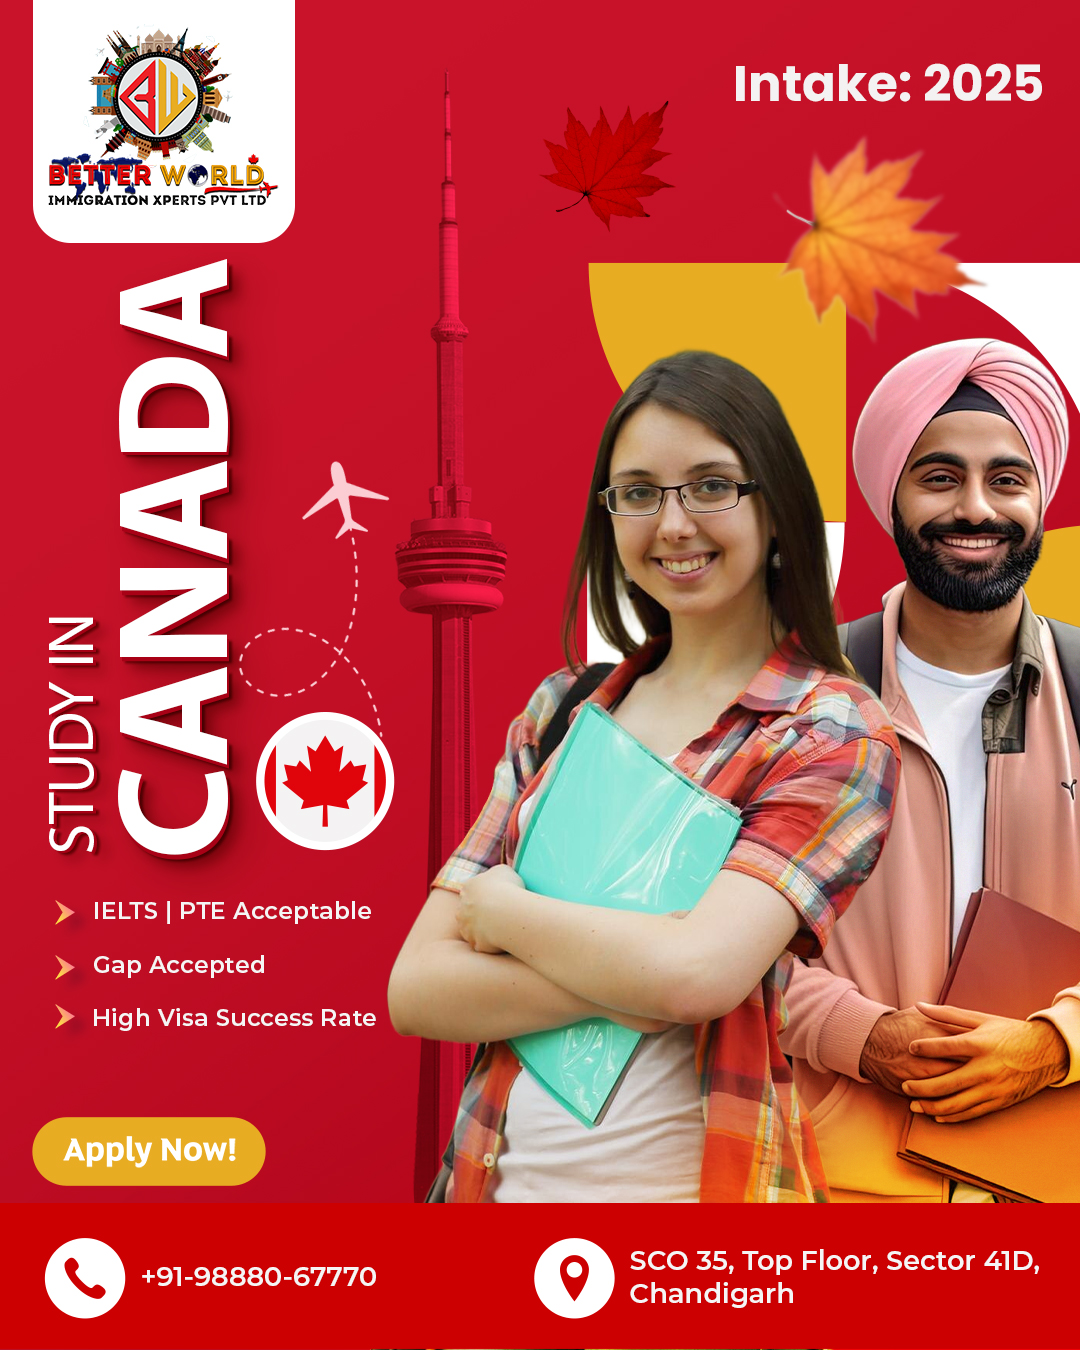 BETTER WORLD
IMMIGRATION XPERTS PVT LTD
Intake: 2025
STUDY IN
CANADA
IELTS | PTE Acceptable
Gap Accepted
High Visa Success Rate
Apply Now!
+91-98880-67770
SCO 35, Top Floor, Sector 41D,
Chandigarh